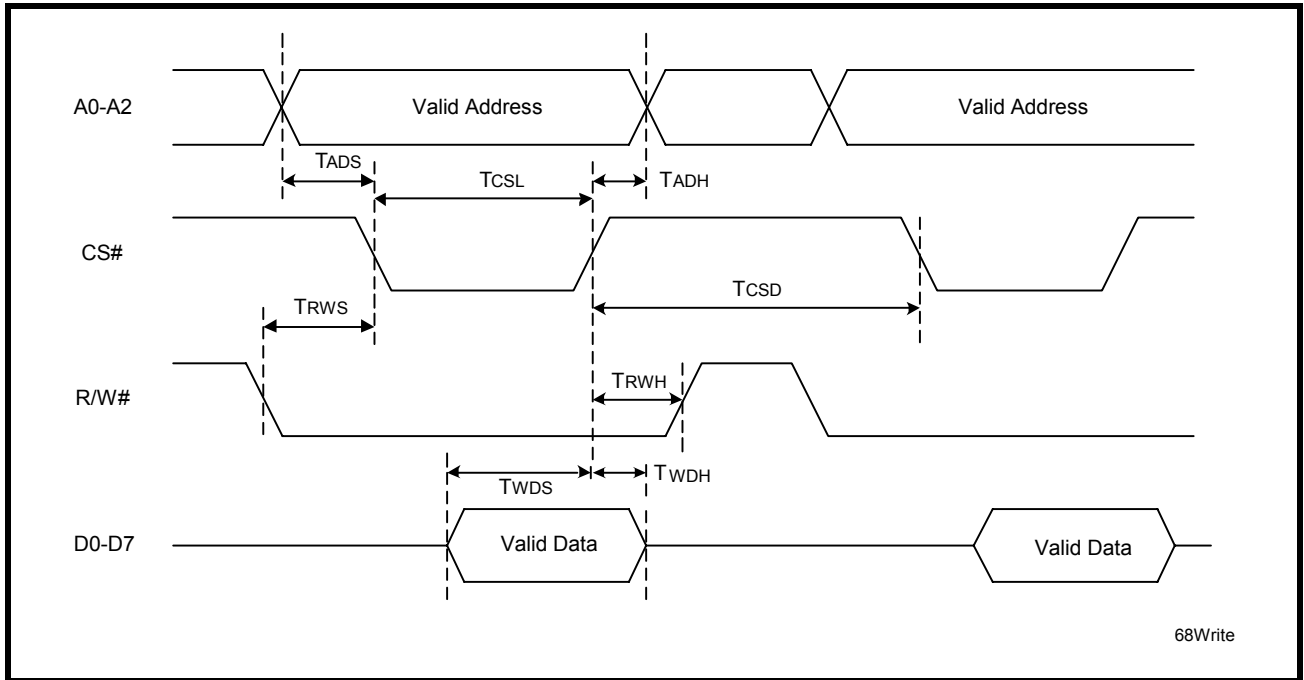 A0-A2
Valid Address
Valid Address
TADS
TCSL
TADH
CS#
TCSD
TRWS
TRWH
R/W#
TWDS
TWDH
D0-D7
Valid Data
Valid Data
68Write